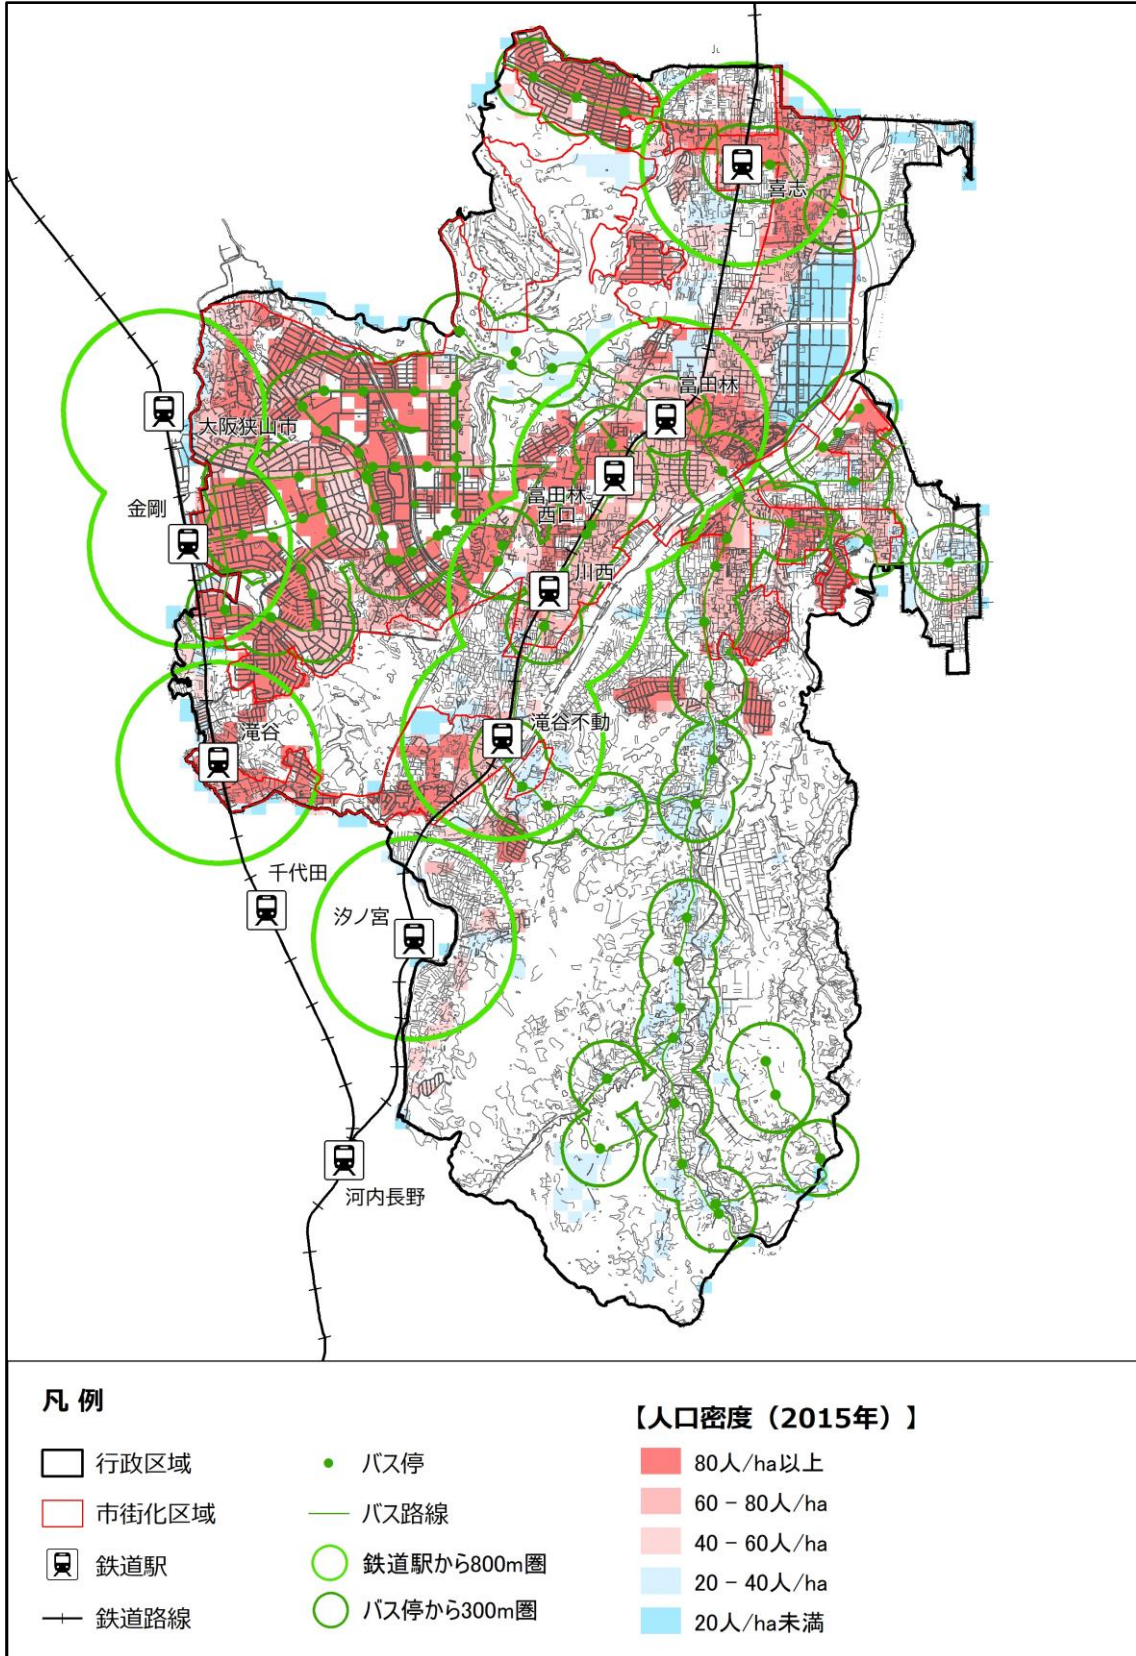 喜志
富田林
大阪狭山市
富田林
西口
金剛
川西
滝谷不動
滝谷
千代田
汐ノ宮
河内長野
凡 例
行政区域
市街化区域
鉄道駅
鉄道路線
バス停
バス路線
鉄道駅から800m圏
バス停から300m圏
【人口密度（2015年）】
80人/ha以上
60 - 80人/ha
40 - 60人/ha
20 - 40人/ha
20人/ha未満